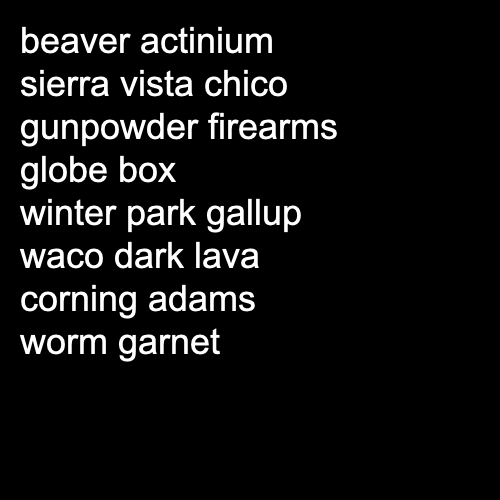 beaver actinium
sierra vista chico
gunpowder firearms
globe box
winter park gallup
waco dark lava
corning adams
worm garnet